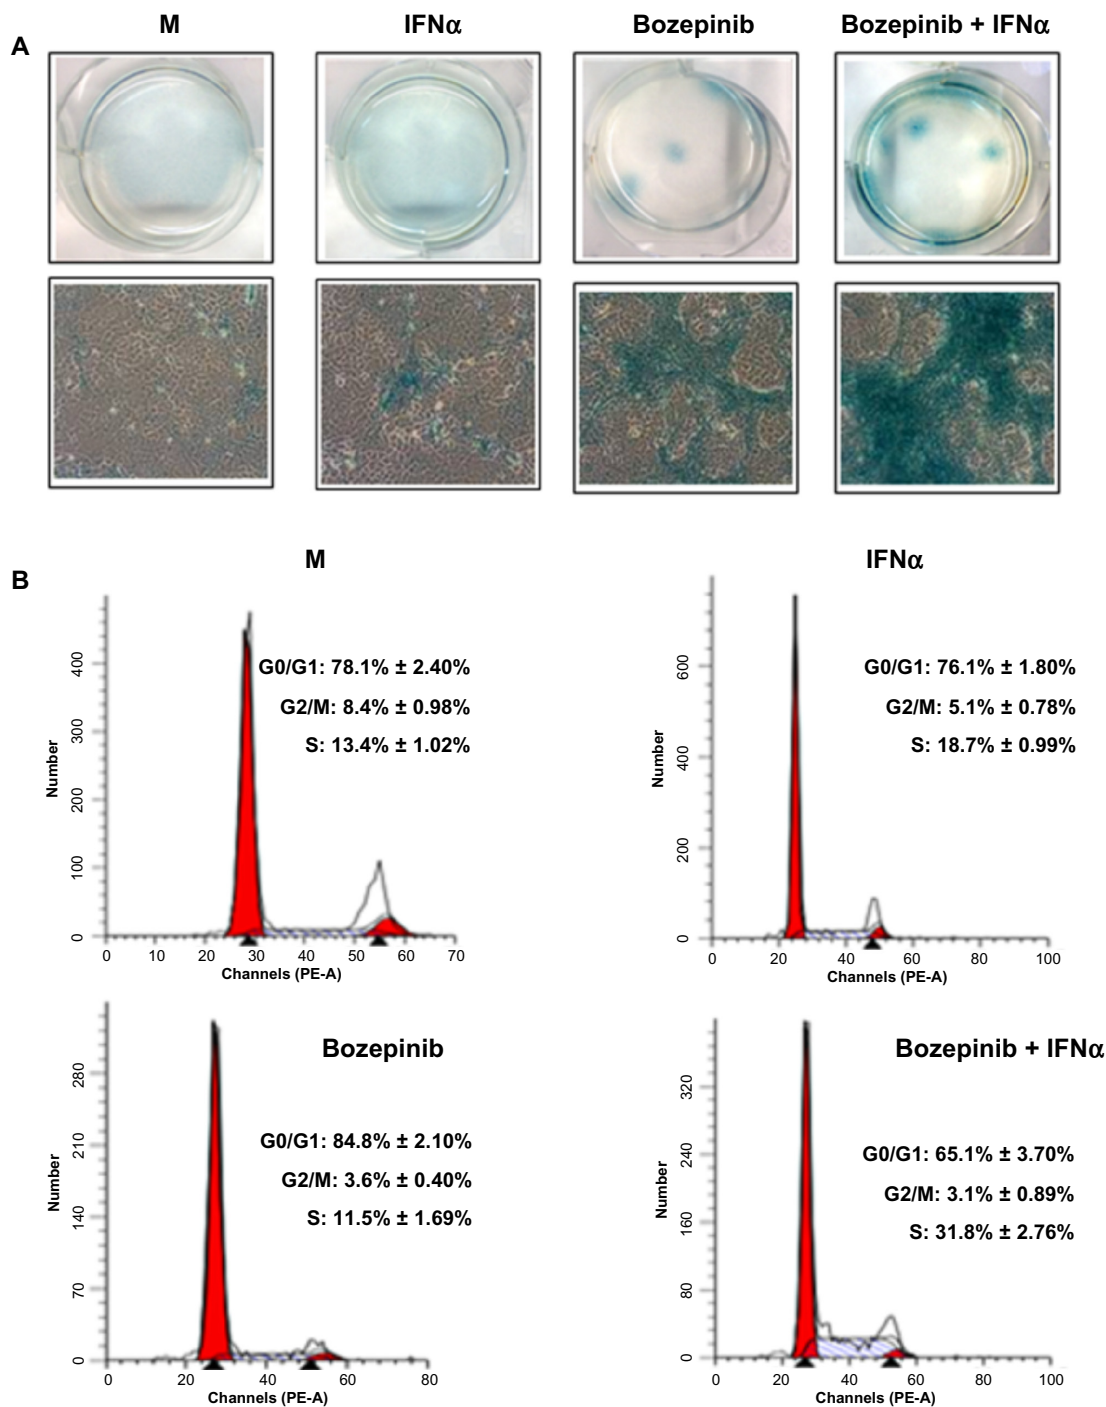 A
M
IFNα
Bozepinib
Bozepinib + IFNα
B
M
G0/G1: 78.1% ± 2.40%
G2/M: 8.4% ± 0.98%
S: 13.4% ± 1.02%
Number
400
300
200
100
0
0 10 20 30 40 50 60 70
Channels (PE-A)
IFNα
G0/G1: 76.1% ± 1.80%
G2/M: 5.1% ± 0.78%
S: 18.7% ± 0.99%
Number
600
400
200
0
0 20 40 60 80 100
Channels (PE-A)
Bozepinib
G0/G1: 84.8% ± 2.10%
G2/M: 3.6% ± 0.40%
S: 11.5% ± 1.69%
Number
280
210
140
70
0
0 20 40 60 80
Channels (PE-A)
Bozepinib + IFNα
G0/G1: 65.1% ± 3.70%
G2/M: 3.1% ± 0.89%
S: 31.8% ± 2.76%
Number
320
240
160
80
0
0 20 40 60 80 100
Channels (PE-A)